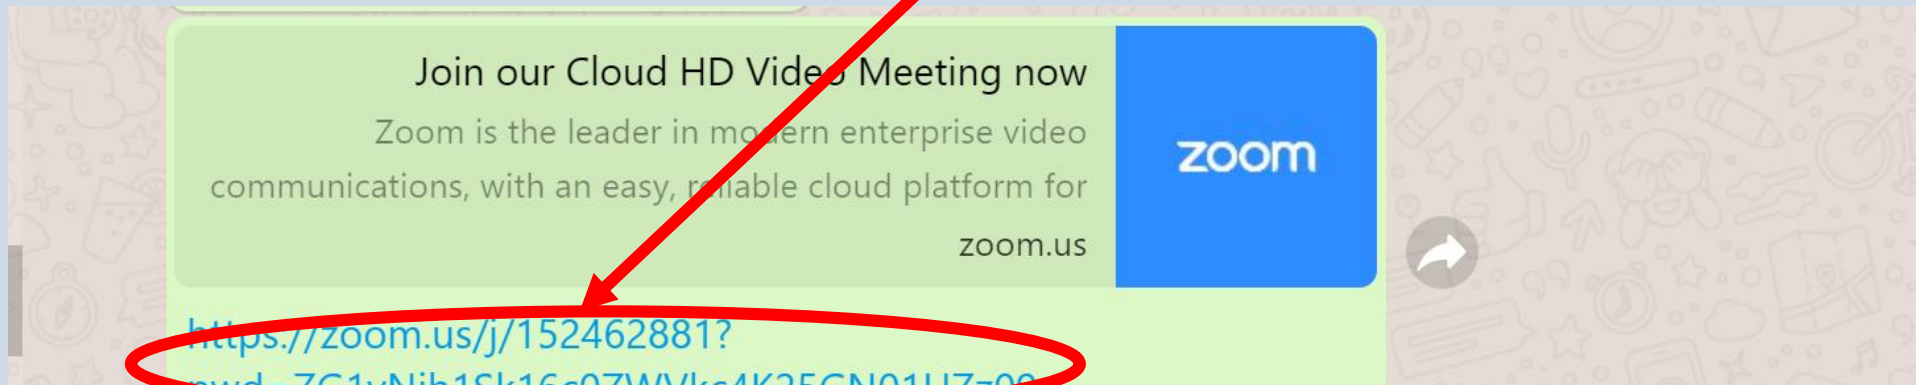 Join our Cloud HD Video Meeting now
Zoom is the leader in modern enterprise video
communications, with an easy, reliable cloud platform for
zoom.us
zoom
https://zoom.us/j/152462881?